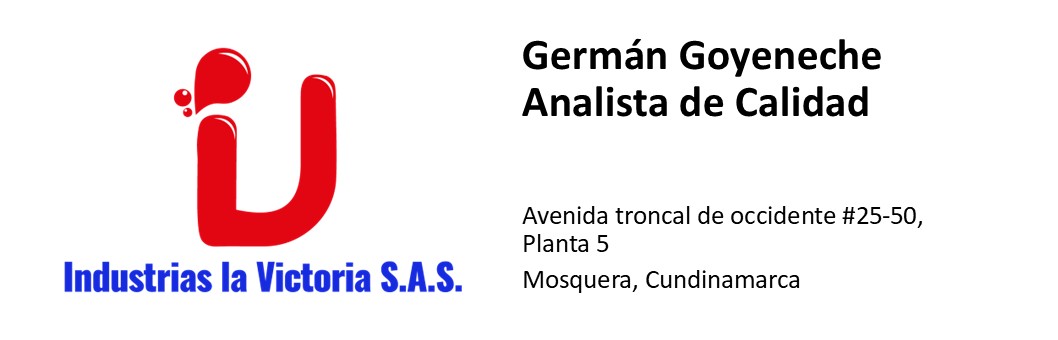 Germán Goyeneche
Analista de Calidad
Avenida troncal de occidente #25-50,
Planta 5
Mosquera, Cundinamarca
Industrias la Victoria S.A.S.